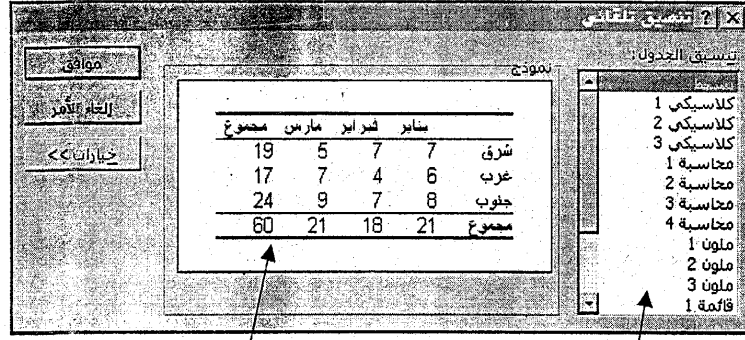 تنسيق تلقائي
تنسيق الجدول:
بسيط
كلاسيكي 1
كلاسيكي 2
كلاسيكي 3
محاسبة 1
محاسبة 2
محاسبة 3
محاسبة 4
ملون 1
ملون 2
ملون 3
قائمة 1
نموذج
يناير فبراير مارس مجموع
شرق 7 7 5 19
غرب 6 4 7 17
جنوب 8 7 9 24
مجموع 21 18 21 60
موافق
إلغاء الأمر
خيارات>>